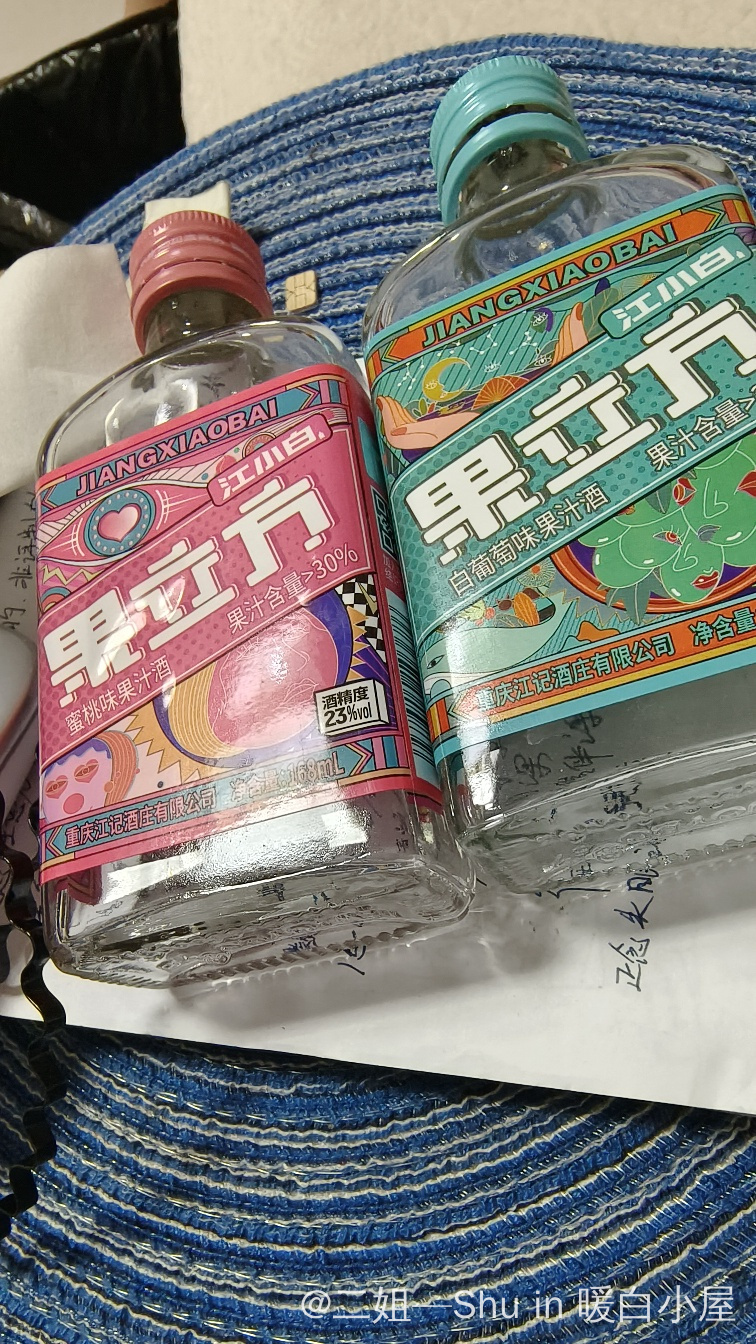 JIANGXIAOBAI
江小白.
果立方
果汁含量>30%
蜜桃味果汁酒
酒精度
23%vol
净含量:168mL
重庆江记酒庄有限公司
JIANGXIAOBAI
江小白.
果立方
果汁含量>
白葡萄味果汁酒
重庆江记酒庄有限公司 净含量
正念
@二姐一Shu in 暖白小屋